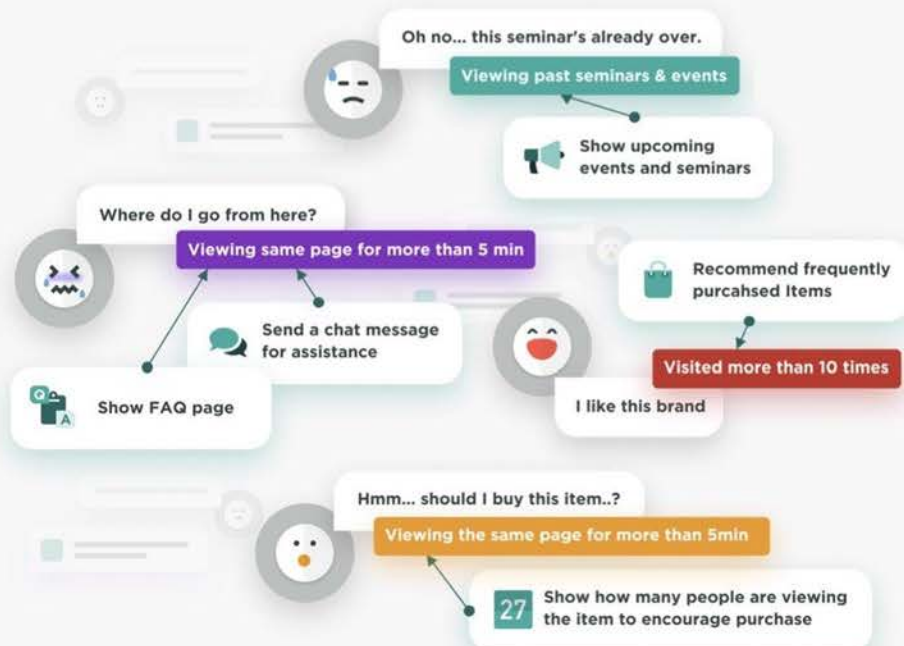 Oh no... this seminar's already over.
Viewing past seminars & events
Show upcoming
events and seminars
Where do I go from here?
Viewing same page for more than 5 min
Send a chat message
for assistance
Q
A
Show FAQ page
Recommend frequently
purcahsed Items
Visited more than 10 times
I like this brand
Hmm... should I buy this item..?
Viewing the same page for more than 5min
27
Show how many people are viewing
the item to encourage purchase